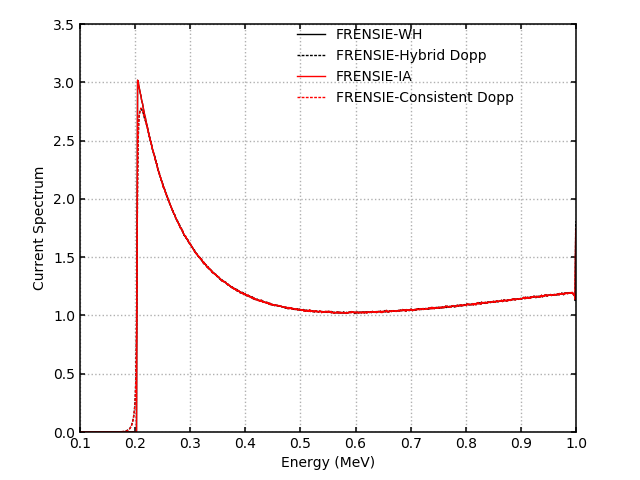 3.5
3.0
2.5
2.0
1.5
1.0
0.5
0.0
Current Spectrum
FRENSIE-WH
FRENSIE-Hybrid Dopp
FRENSIE-IA
FRENSIE-Consistent Dopp
0.1 0.2 0.3 0.4 0.5 0.6 0.7 0.8 0.9 1.0
Energy (MeV)